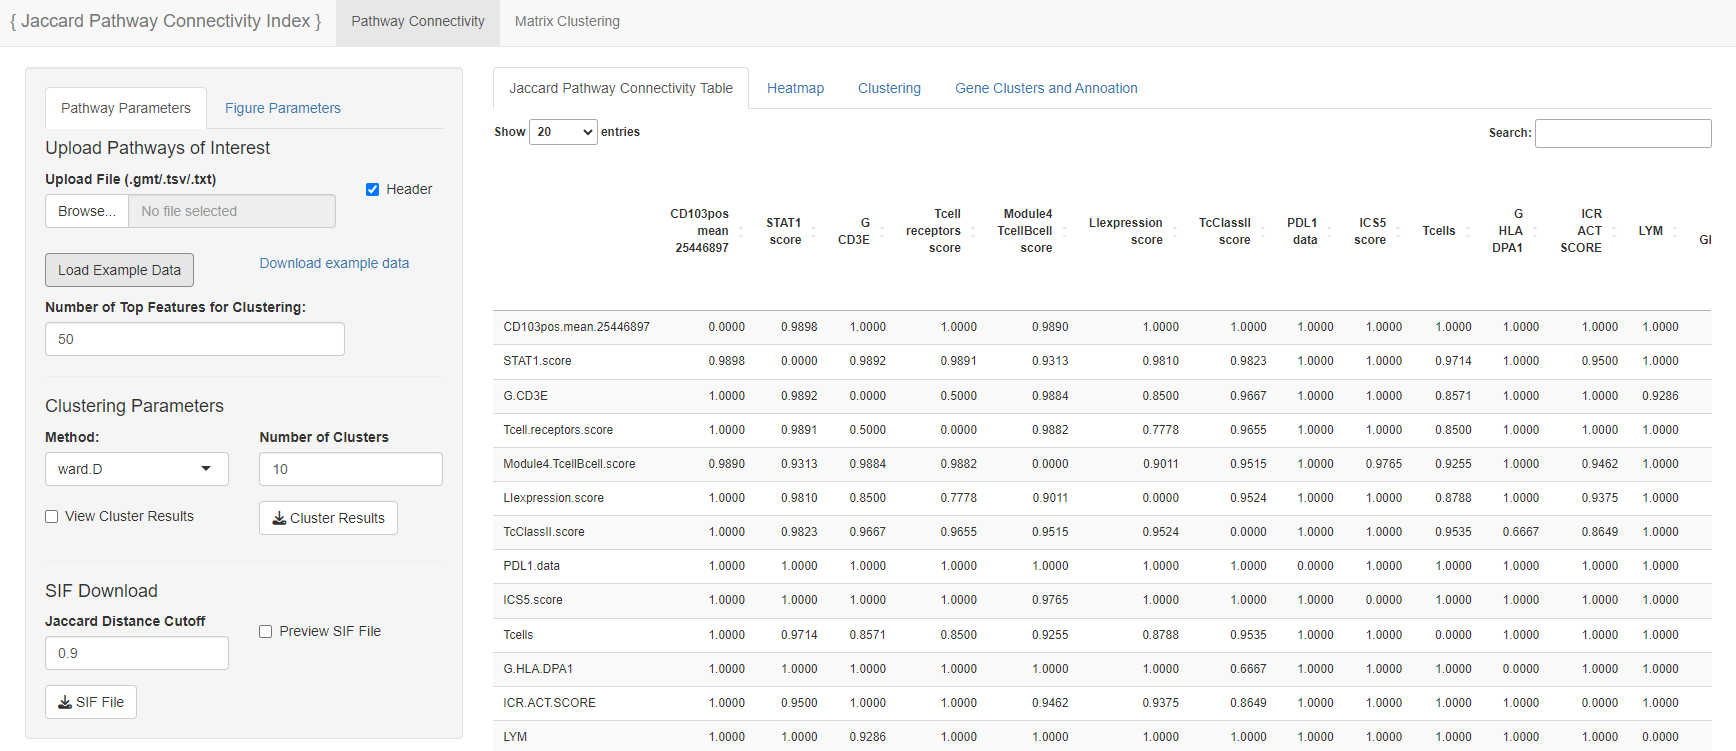 { Jaccard Pathway Connectivity Index } Pathway Connectivity Matrix Clustering
Pathway Parameters Figure Parameters
Upload Pathways of Interest
Upload File (.gmt/.tsv/.txt)
Header
Browse... No file selected
Load Example Data Download example data
Number of Top Features for Clustering:
50
Clustering Parameters
Method: Number of Clusters
ward.D 10
View Cluster Results Cluster Results
SIF Download
Jaccard Distance Cutoff
Preview SIF File
0.9
SIF File
Jaccard Pathway Connectivity Table Heatmap Clustering Gene Clusters and Annoation
Show 20 entries Search:
CD103pos mean 25446897 STAT1 score G CD3E Tcell receptors score Module4 TcellBcell score LIexpression score TcClassII score PDL1 data ICS5 score Tcells G HLA DPA1 ICR ACT SCORE LYM
CD103pos.mean.25446897 0.0000 0.9898 1.0000 1.0000 0.9890 1.0000 1.0000 1.0000 1.0000 1.0000 1.0000 1.0000 1.0000
STAT1.score 0.9898 0.0000 0.9892 0.9891 0.9313 0.9810 0.9823 1.0000 1.0000 0.9714 1.0000 0.9500 1.0000
G.CD3E 1.0000 0.9892 0.0000 0.5000 0.9884 0.8500 0.9667 1.0000 1.0000 0.8571 1.0000 1.0000 0.9286
Tcell.receptors.score 1.0000 0.9891 0.5000 0.0000 0.9882 0.7778 0.9655 1.0000 1.0000 0.8500 1.0000 1.0000 1.0000
Module4.TcellBcell.score 0.9890 0.9313 0.9884 0.9882 0.0000 0.9011 0.9515 1.0000 0.9765 0.9255 1.0000 0.9462 1.0000
LIexpression.score 1.0000 0.9810 0.8500 0.7778 0.9011 0.0000 0.9524 1.0000 1.0000 0.8788 1.0000 0.9375 1.0000
TcClassII.score 1.0000 0.9823 0.9667 0.9655 0.9515 0.9524 0.0000 1.0000 1.0000 0.9535 0.6667 0.8649 1.0000
PDL1.data 1.0000 1.0000 1.0000 1.0000 1.0000 1.0000 1.0000 0.0000 1.0000 1.0000 1.0000 1.0000 1.0000
ICS5.score 1.0000 1.0000 1.0000 1.0000 0.9765 1.0000 1.0000 1.0000 0.0000 1.0000 1.0000 1.0000 1.0000
Tcells 1.0000 0.9714 0.8571 0.8500 0.9255 0.8788 0.9535 1.0000 1.0000 0.0000 1.0000 1.0000 1.0000
G.HLA.DPA1 1.0000 1.0000 1.0000 1.0000 1.0000 1.0000 0.6667 1.0000 1.0000 1.0000 0.0000 1.0000 1.0000
ICR.ACT.SCORE 1.0000 0.9500 1.0000 1.0000 0.9462 0.9375 0.8649 1.0000 1.0000 1.0000 1.0000 0.0000 1.0000
LYM 1.0000 1.0000 0.9286 1.0000 1.0000 1.0000 1.0000 1.0000 1.0000 1.0000 1.0000 1.0000 0.0000